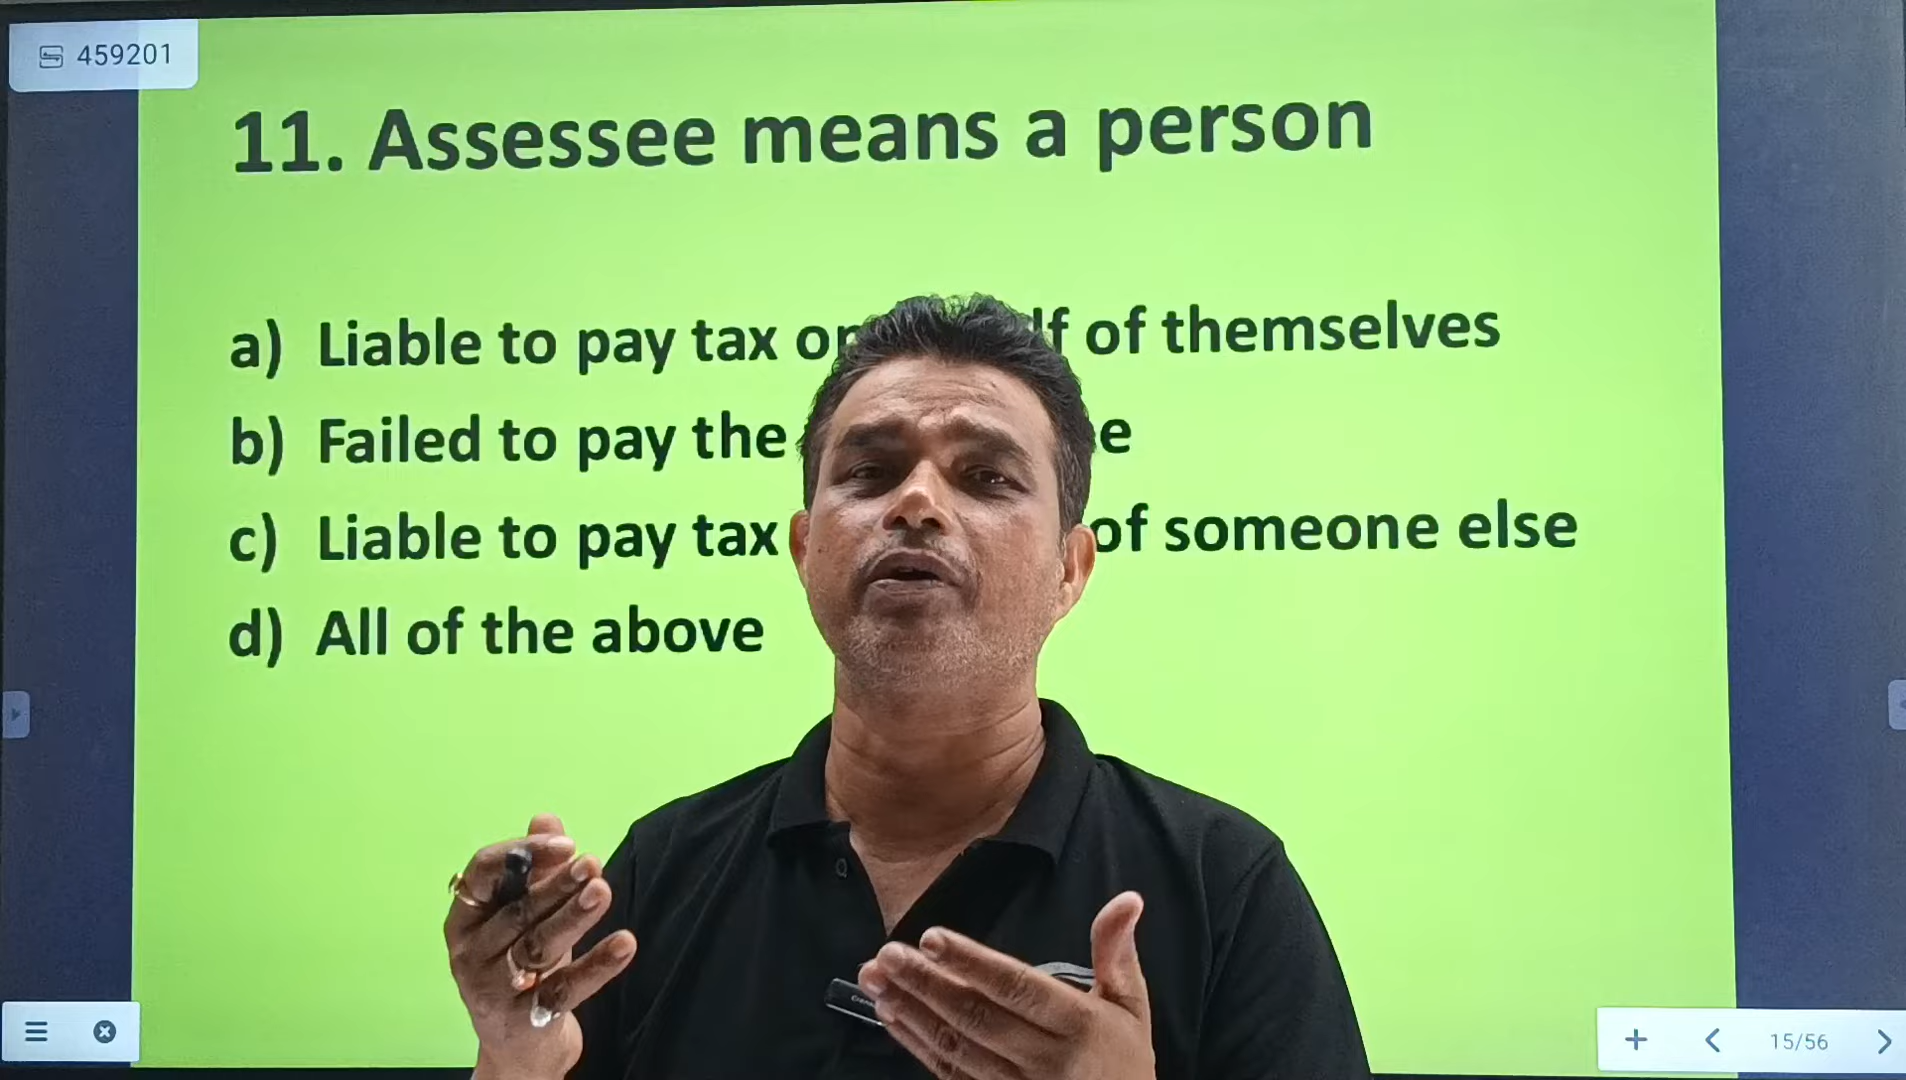 459201
11. Assessee means a person
a) Liable to pay tax of themselves
b) Failed to pay the
c) Liable to pay tax of someone else
d) All of the above
15/56